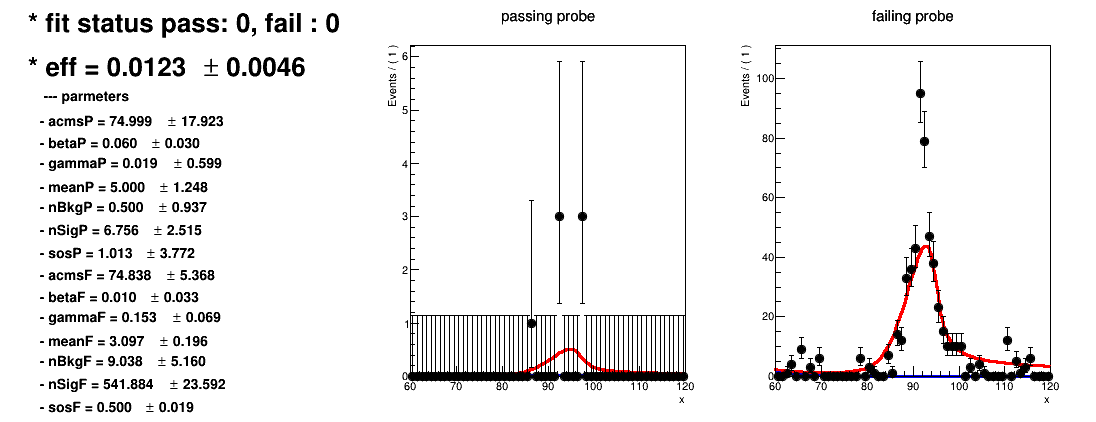 * fit status pass: 0, fail : 0
* eff = 0.0123 ± 0.0046
--- parmeters
- acmsP = 74.999 ± 17.923
- betaP = 0.060 ± 0.030
- gammaP = 0.019 ± 0.599
- meanP = 5.000 ± 1.248
- nBkgP = 0.500 ± 0.937
- nSigP = 6.756 ± 2.515
- sosP = 1.013 ± 3.772
- acmsF = 74.838 ± 5.368
- betaF = 0.010 ± 0.033
- gammaF = 0.153 ± 0.069
- meanF = 3.097 ± 0.196
- nBkgF = 9.038 ± 5.160
- nSigF = 541.884 ± 23.592
- sosF = 0.500 ± 0.019
passing probe
Events / ( 1 )
6
5
4
3
2
1
0
60 70 80 90 100 110 120
x
failing probe
Events / ( 1 )
100
80
60
40
20
0
60 70 80 90 100 110 120
x